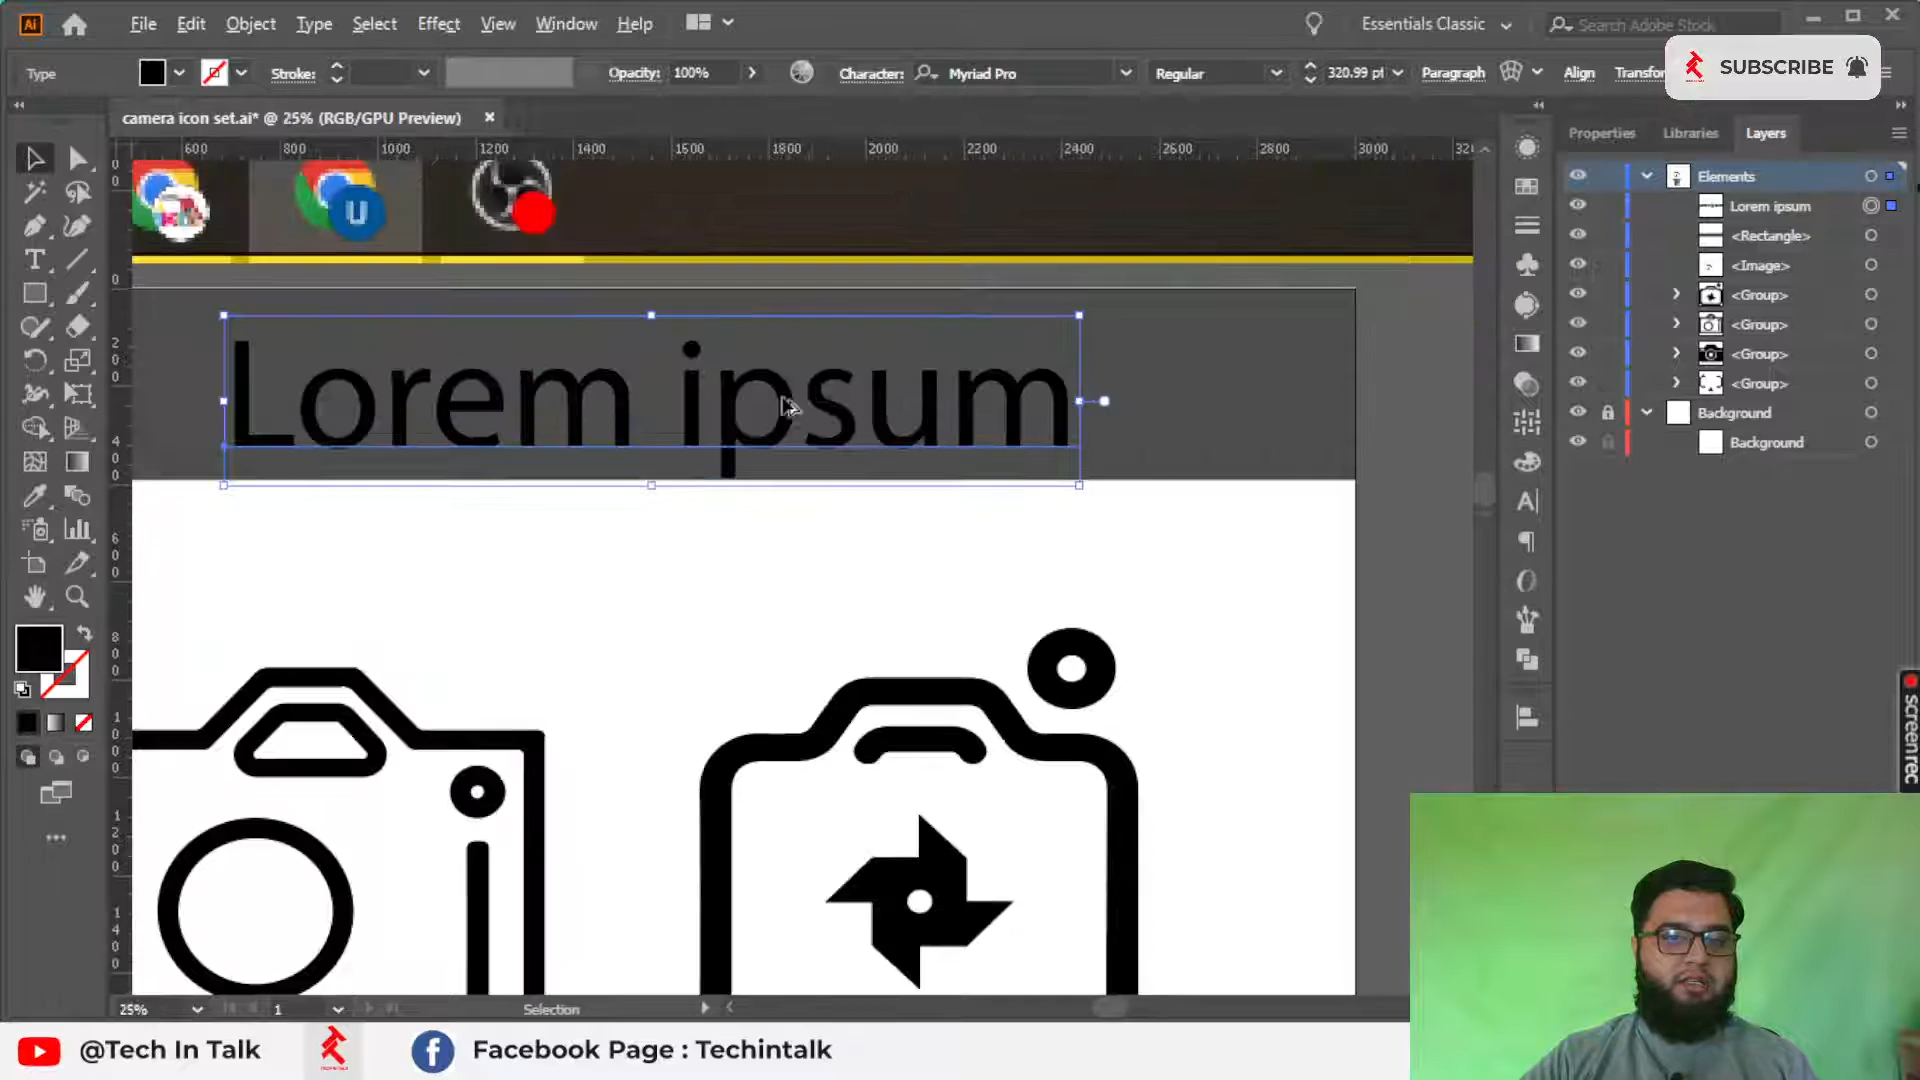 Ai File Edit Object Type Select Effect View Window Help Essentials Classic Search Adobe Stock
Type Stroke: Opacity: 100% Character: Myriad Pro Regular 320.99 pt Paragraph Align Transfor
SUBSCRIBE
camera icon set.ai* @ 25% (RGB/GPU Preview)
Properties Libraries Layers
600 800 1000 1200 1400 1600 1800 2000 2200 2400 2600 2800 3000
Elements
Lorem ipsum
<Rectangle>
<Image>
<Group>
<Group>
<Group>
<Group>
Background
Background
U
Lorem ipsum
screenrec
25% 1 Selection
@Tech In Talk
Facebook Page : Techintalk